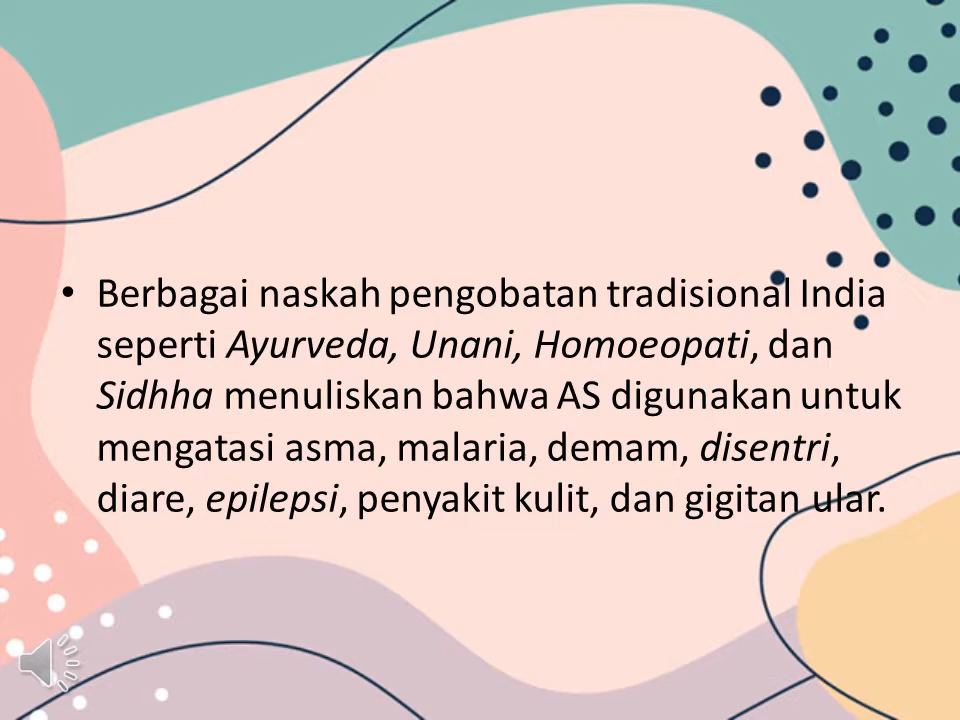 • Berbagai naskah pengobatan tradisional India
seperti Ayurveda, Unani, Homoeopati, dan
Sidhha menuliskan bahwa AS digunakan untuk
mengatasi asma, malaria, demam, disentri,
diare, epilepsi, penyakit kulit, dan gigitan ular.